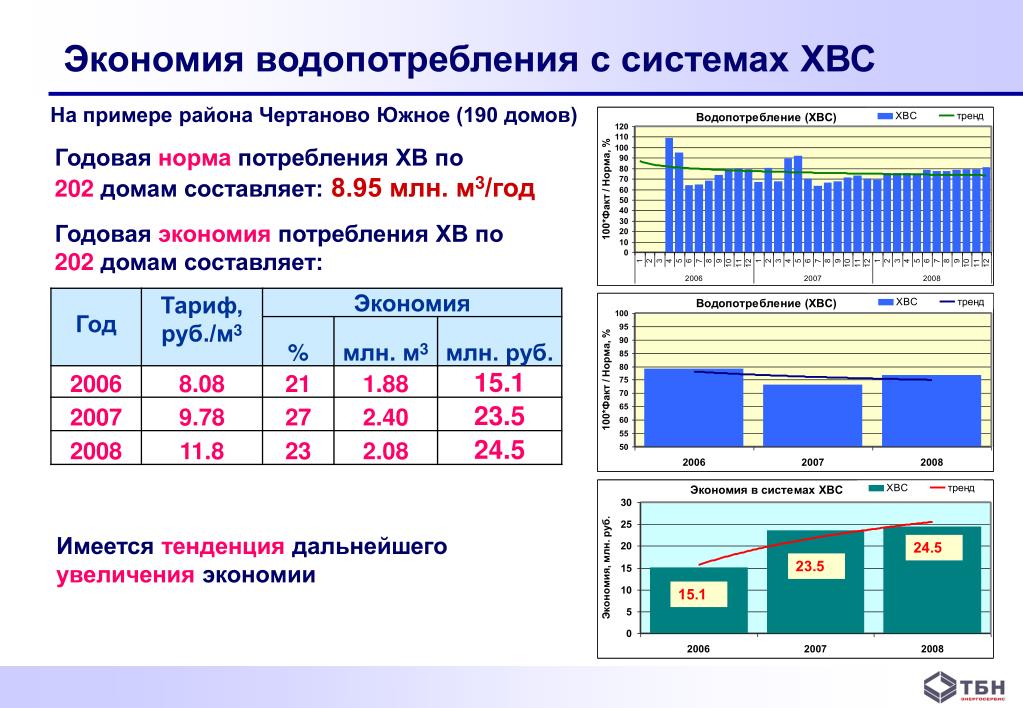 Экономия водопотребления с системах ХВС
На примере района Чертаново Южное (190 домов)
Годовая норма потребления ХВ по
202 домам составляет: 8.95 млн. м³/год
Годовая экономия потребления ХВ по
202 домам составляет:
Год Тариф, руб./м³ Экономия
% млн. м³ млн. руб.
2006 8.08 21 1.88 15.1
2007 9.78 27 2.40 23.5
2008 11.8 23 2.08 24.5
Имеется тенденция дальнейшего
увеличения экономии
Водопотребление (ХВС) ХВС тренд
100*Факт / Норма, %
120
110
100
90
80
70
60
50
40
30
20
10
0
1 2 3 4 5 6 7 8 9 10 11 12 1 2 3 4 5 6 7 8 9 10 11 12 1 2 3 4 5 6 7 8 9 10 11 12
2006 2007 2008
Водопотребление (ХВС) ХВС тренд
100*Факт / Норма, %
100
95
90
85
80
75
70
65
60
55
50
2006 2007 2008
Экономия в системах ХВС ХВС тренд
Экономия, млн. руб.
30
25
20
15
10
5
0
15.1
23.5
24.5
2006 2007 2008
ТБН
ЭНЕРГОСЕРВИС